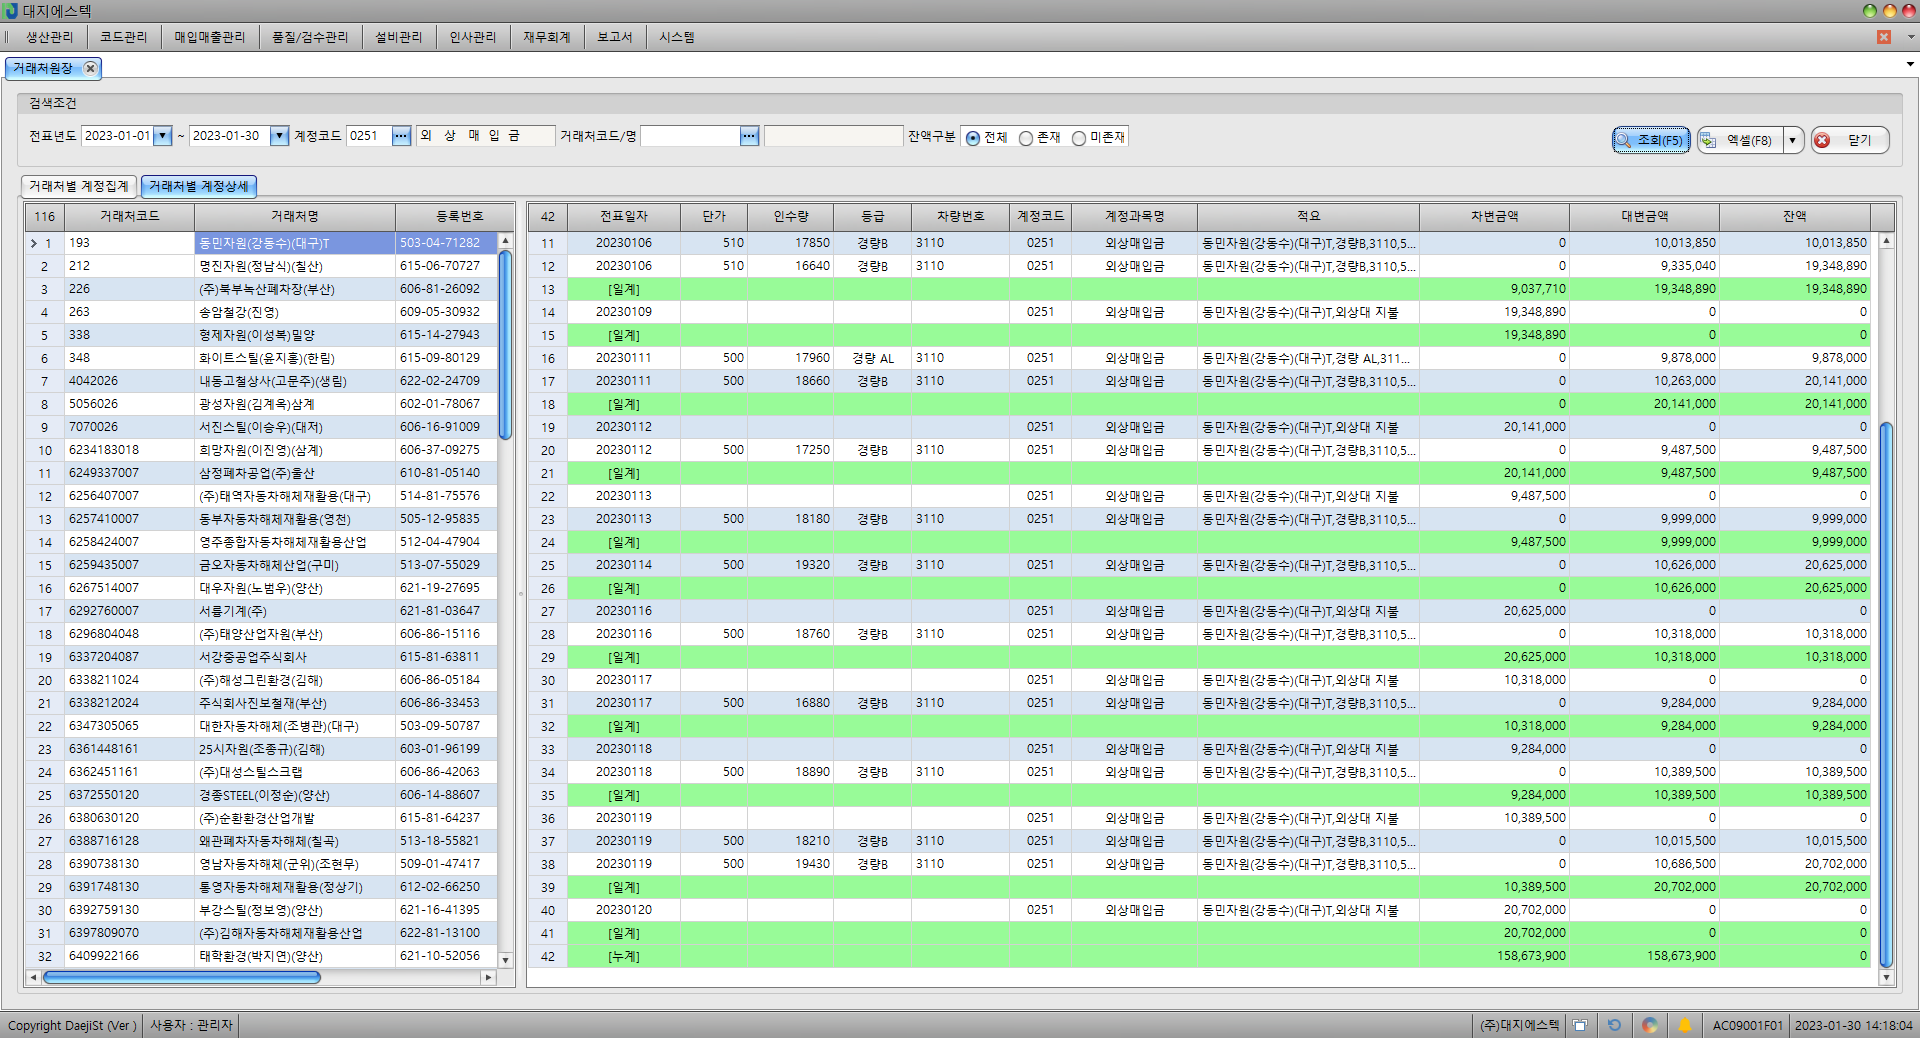 대지에스텍
생산관리 코드관리 매입매출관리 품질/검수관리 설비관리 인사관리 재무회계 보고서 시스템
거래처원장
검색조건
전표년도 2023-01-01 ~ 2023-01-30 계정코드 0251 ... 외 상 매 입 금 거래처코드/명 ... 잔액구분 전체 존재 미존재 조회(F5) 엑셀(F8) 닫기
거래처별 계정집계 거래처별 계정상세
116 거래처코드 거래처명 등록번호
1 193 동민자원(강동수)(대구)T 503-04-71282
2 212 명진자원(정남식)(칠산) 615-06-70727
3 226 (주)북부녹산폐차장(부산) 606-81-26092
4 263 송암철강(진영) 609-05-30932
5 338 형제자원(이성복)밀양 615-14-27943
6 348 화이트스틸(윤지홍)(한림) 615-09-80129
7 4042026 내동고철상사(고문주)(생림) 622-02-24709
8 5056026 광성자원(김계옥)삼계 602-01-78067
9 7070026 서진스틸(이승우)(대저) 606-16-91009
10 6234183018 희망자원(이진영)(삼계) 606-37-09275
11 6249337007 삼정폐차공업(주)울산 610-81-05140
12 6256407007 (주)태역자동차해체재활용(대구) 514-81-75576
13 6257410007 동부자동차해체재활용(영천) 505-12-95835
14 6258424007 영주종합자동차해체재활용산업 512-04-47904
15 6259435007 금오자동차해체산업(구미) 513-07-55029
16 6267514007 대우자원(노범우)(양산) 621-19-27695
17 6292760007 서륭기계(주) 621-81-03647
18 6296804048 (주)태양산업자원(부산) 606-86-15116
19 6337204087 서강중공업주식회사 615-81-63811
20 6338211024 (주)해성그린환경(김해) 606-86-05184
21 6338212024 주식회사진보철재(부산) 606-86-33453
22 6347305065 대한자동차해체(조병관)(대구) 503-09-50787
23 6361448161 25시자원(조종규)(김해) 603-01-96199
24 6362451161 (주)대성스틸스크랩 606-86-42063
25 6372550120 경종STEEL(이정순)(양산) 606-14-88607
26 6380630120 (주)순환환경산업개발 615-81-64237
27 6388716128 왜관폐차자동차해체(칠곡) 513-18-55821
28 6390738130 영남자동차해체(군위)(조현무) 509-01-47417
29 6391748130 통영자동차해체재활용(정상기) 612-02-66250
30 6392759130 부강스틸(정보영)(양산) 621-16-41395
31 6397809070 (주)김해자동차해체재활용산업 622-81-13100
32 6409922166 태학환경(박지연)(양산) 621-10-52056
42 전표일자 단가 인수량 등급 차량번호 계정코드 계정과목명 적요 차변금액 대변금액 잔액
11 20230106 510 17850 경량B 3110 0251 외상매입금 동민자원(강동수)(대구)T,경량B,3110,5... 0 10,013,850 10,013,850
12 20230106 510 16640 경량B 3110 0251 외상매입금 동민자원(강동수)(대구)T,경량B,3110,5... 0 9,335,040 19,348,890
13 [일계] 9,037,710 19,348,890 19,348,890
14 20230109 0251 외상매입금 동민자원(강동수)(대구)T,외상대 지불 19,348,890 0 0
15 [일계] 19,348,890 0 0
16 20230111 500 17960 경량 AL 3110 0251 외상매입금 동민자원(강동수)(대구)T,경량 AL,311... 0 9,878,000 9,878,000
17 20230111 500 18660 경량B 3110 0251 외상매입금 동민자원(강동수)(대구)T,경량B,3110,5... 0 10,263,000 20,141,000
18 [일계] 0 20,141,000 20,141,000
19 20230112 0251 외상매입금 동민자원(강동수)(대구)T,외상대 지불 20,141,000 0 0
20 20230112 500 17250 경량B 3110 0251 외상매입금 동민자원(강동수)(대구)T,경량B,3110,5... 0 9,487,500 9,487,500
21 [일계] 20,141,000 9,487,500 9,487,500
22 20230113 0251 외상매입금 동민자원(강동수)(대구)T,외상대 지불 9,487,500 0 0
23 20230113 500 18180 경량B 3110 0251 외상매입금 동민자원(강동수)(대구)T,경량B,3110,5... 0 9,999,000 9,999,000
24 [일계] 9,487,500 9,999,000 9,999,000
25 20230114 500 19320 경량B 3110 0251 외상매입금 동민자원(강동수)(대구)T,경량B,3110,5... 0 10,626,000 20,625,000
26 [일계] 0 10,626,000 20,625,000
27 20230116 0251 외상매입금 동민자원(강동수)(대구)T,외상대 지불 20,625,000 0 0
28 20230116 500 18760 경량B 3110 0251 외상매입금 동민자원(강동수)(대구)T,경량B,3110,5... 0 10,318,000 10,318,000
29 [일계] 20,625,000 10,318,000 10,318,000
30 20230117 0251 외상매입금 동민자원(강동수)(대구)T,외상대 지불 10,318,000 0 0
31 20230117 500 16880 경량B 3110 0251 외상매입금 동민자원(강동수)(대구)T,경량B,3110,5... 0 9,284,000 9,284,000
32 [일계] 10,318,000 9,284,000 9,284,000
33 20230118 0251 외상매입금 동민자원(강동수)(대구)T,외상대 지불 9,284,000 0 0
34 20230118 500 18890 경량B 3110 0251 외상매입금 동민자원(강동수)(대구)T,경량B,3110,5... 0 10,389,500 10,389,500
35 [일계] 9,284,000 10,389,500 10,389,500
36 20230119 0251 외상매입금 동민자원(강동수)(대구)T,외상대 지불 10,389,500 0 0
37 20230119 500 18210 경량B 3110 0251 외상매입금 동민자원(강동수)(대구)T,경량B,3110,5... 0 10,015,500 10,015,500
38 20230119 500 19430 경량B 3110 0251 외상매입금 동민자원(강동수)(대구)T,경량B,3110,5... 0 10,686,500 20,702,000
39 [일계] 10,389,500 20,702,000 20,702,000
40 20230120 0251 외상매입금 동민자원(강동수)(대구)T,외상대 지불 20,702,000 0 0
41 [일계] 20,702,000 0 0
42 [누계] 158,673,900 158,673,900 0
Copyright DaejiSt (Ver ) 사용자 : 관리자 (주)대지에스텍 AC09001F01 2023-01-30 14:18:04